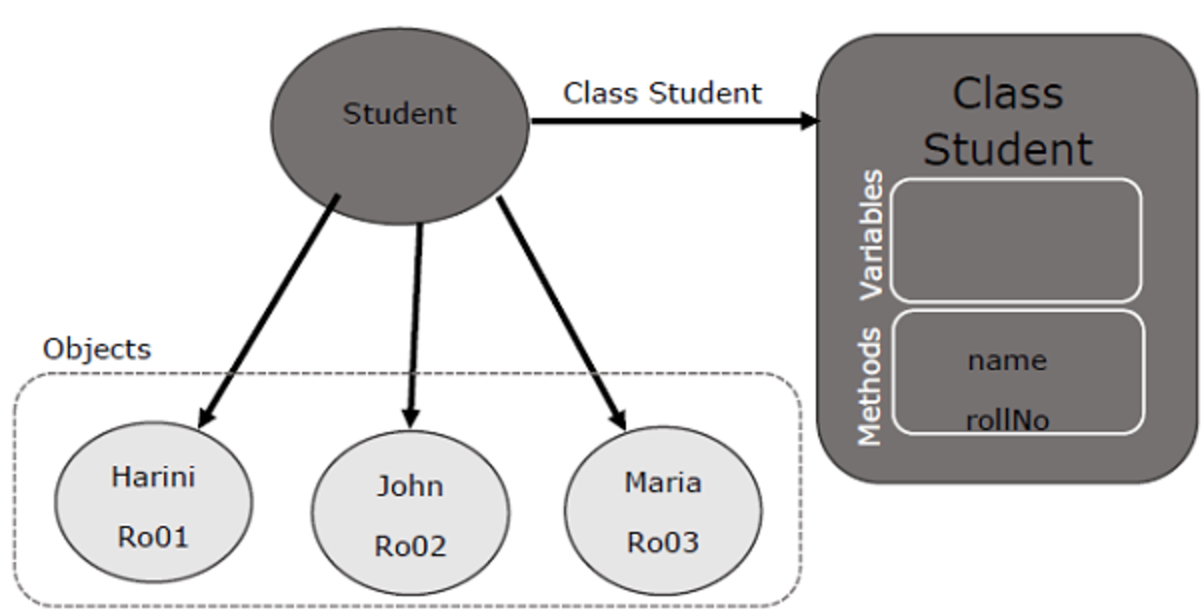 Student
Class Student
Class
Student
Variables
Methods
name
rollNo
Objects
Harini
Ro01
John
Ro02
Maria
Ro03